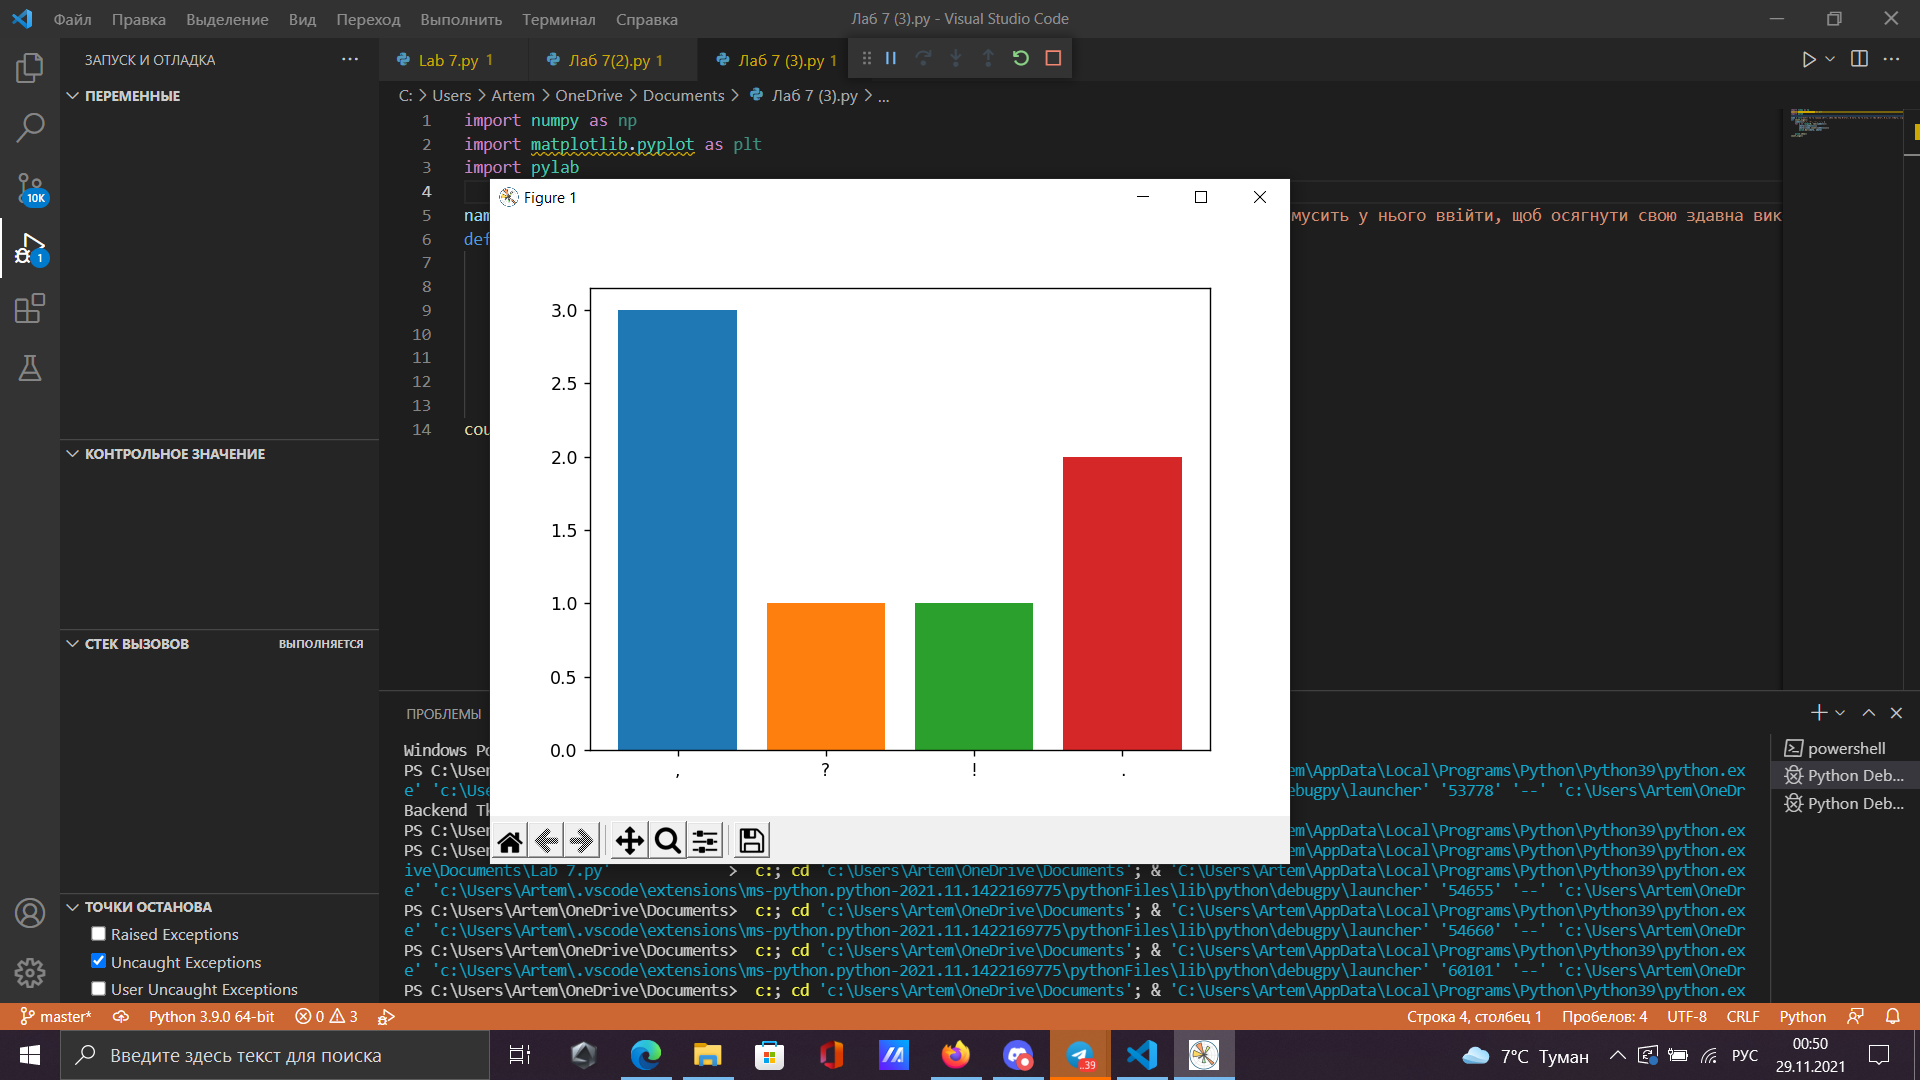 Файл Правка Выделение Вид Переход Выполнить Терминал Справка
Лаб 7 (3).py - Visual Studio Code
ЗАПУСК И ОТЛАДКА
Lab 7.py 1
Лаб 7(2).py 1
Лаб 7 (3).py 1
ПЕРЕМЕННЫЕ
C: > Users > Artem > OneDrive > Documents > Лаб 7 (3).py > ...
1 import numpy as np
2 import matplotlib.pyplot as plt
3 import pylab
4
5 nam
мусить у нього ввійти, щоб осягнути свою здавна вик
6 def
7
8
9
10
11
12
13
14 cou
10K
1
Figure 1
3.0
2.5
2.0
1.5
1.0
0.5
0.0
, ? ! .
КОНТРОЛЬНОЕ ЗНАЧЕНИЕ
СТЕК ВЫЗОВОВ ВЫПОЛНЯЕТСЯ
ТОЧКИ ОСТАНОВА
Raised Exceptions
Uncaught Exceptions
User Uncaught Exceptions
ПРОБЛЕМЫ
Windows Po
PS C:\User
m\AppData\Local\Programs\Python\Python39\python.ex
e' 'c:\Use
ebugpy\launcher' '53778' '--' 'c:\Users\Artem\OneDr
Backend Tk
PS C:\User
m\AppData\Local\Programs\Python\Python39\python.ex
PS C:\User
m\AppData\Local\Programs\Python\Python39\python.ex
ive\Documents\Lab 7.py' > c:; cd 'c:\Users\Artem\OneDrive\Documents'; & 'C:\Users\Artem\AppData\Local\Programs\Python\Python39\python.ex
e' 'c:\Users\Artem\.vscode\extensions\ms-python.python-2021.11.1422169775\pythonFiles\lib\python\debugpy\launcher' '54655' '--' 'c:\Users\Artem\OneDr
PS C:\Users\Artem\OneDrive\Documents> c:; cd 'c:\Users\Artem\OneDrive\Documents'; & 'C:\Users\Artem\AppData\Local\Programs\Python\Python39\python.ex
e' 'c:\Users\Artem\.vscode\extensions\ms-python.python-2021.11.1422169775\pythonFiles\lib\python\debugpy\launcher' '54660' '--' 'c:\Users\Artem\OneDr
PS C:\Users\Artem\OneDrive\Documents> c:; cd 'c:\Users\Artem\OneDrive\Documents'; & 'C:\Users\Artem\AppData\Local\Programs\Python\Python39\python.ex
e' 'c:\Users\Artem\.vscode\extensions\ms-python.python-2021.11.1422169775\pythonFiles\lib\python\debugpy\launcher' '60101' '--' 'c:\Users\Artem\OneDr
PS C:\Users\Artem\OneDrive\Documents> c:; cd 'c:\Users\Artem\OneDrive\Documents'; & 'C:\Users\Artem\AppData\Local\Programs\Python\Python39\python.ex
powershell
Python Deb...
Python Deb...
master* Python 3.9.0 64-bit 0 3
Строка 4, столбец 1 Пробелов: 4 UTF-8 CRLF Python
Введите здесь текст для поиска
..39
7°C Туман
РУС
00:50
29.11.2021